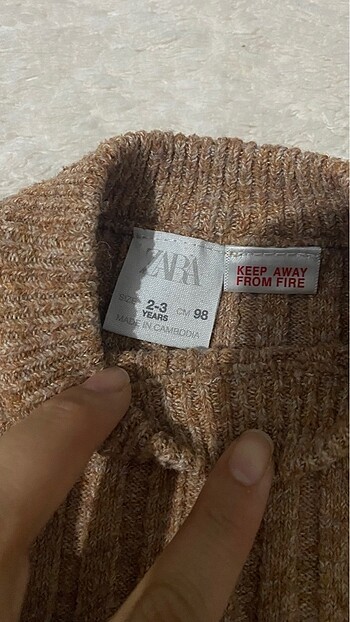 ZARA
KEEP AWAY
FROM FIRE
SIZE 2-3 CM 98
YEARS
MADE IN CAMBODIA